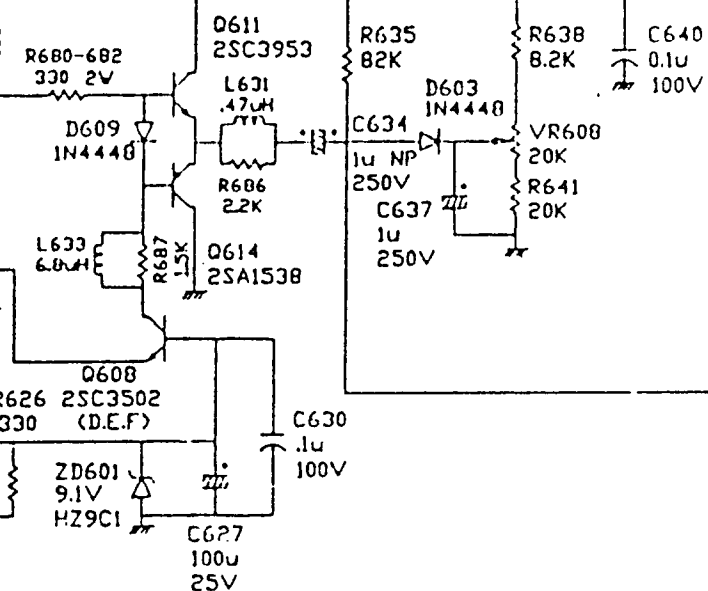 Q611
2SC3953
R680-682
330 2W
L631
.47uH
D609
1N4448
R686
2.2K
R635
82K
D603
1N4448
C634
1u NP
250V
R638
8.2K
C640
0.1u
100V
VR608
20K
R641
20K
C637
1u
250V
L633
6.8uH
R687
1.5K
Q614
2SA1538
Q608
2SC3502
(D.E.F)
R626
330
C630
.1u
100V
ZD601
9.1V
HZ9C1
C627
100u
25V